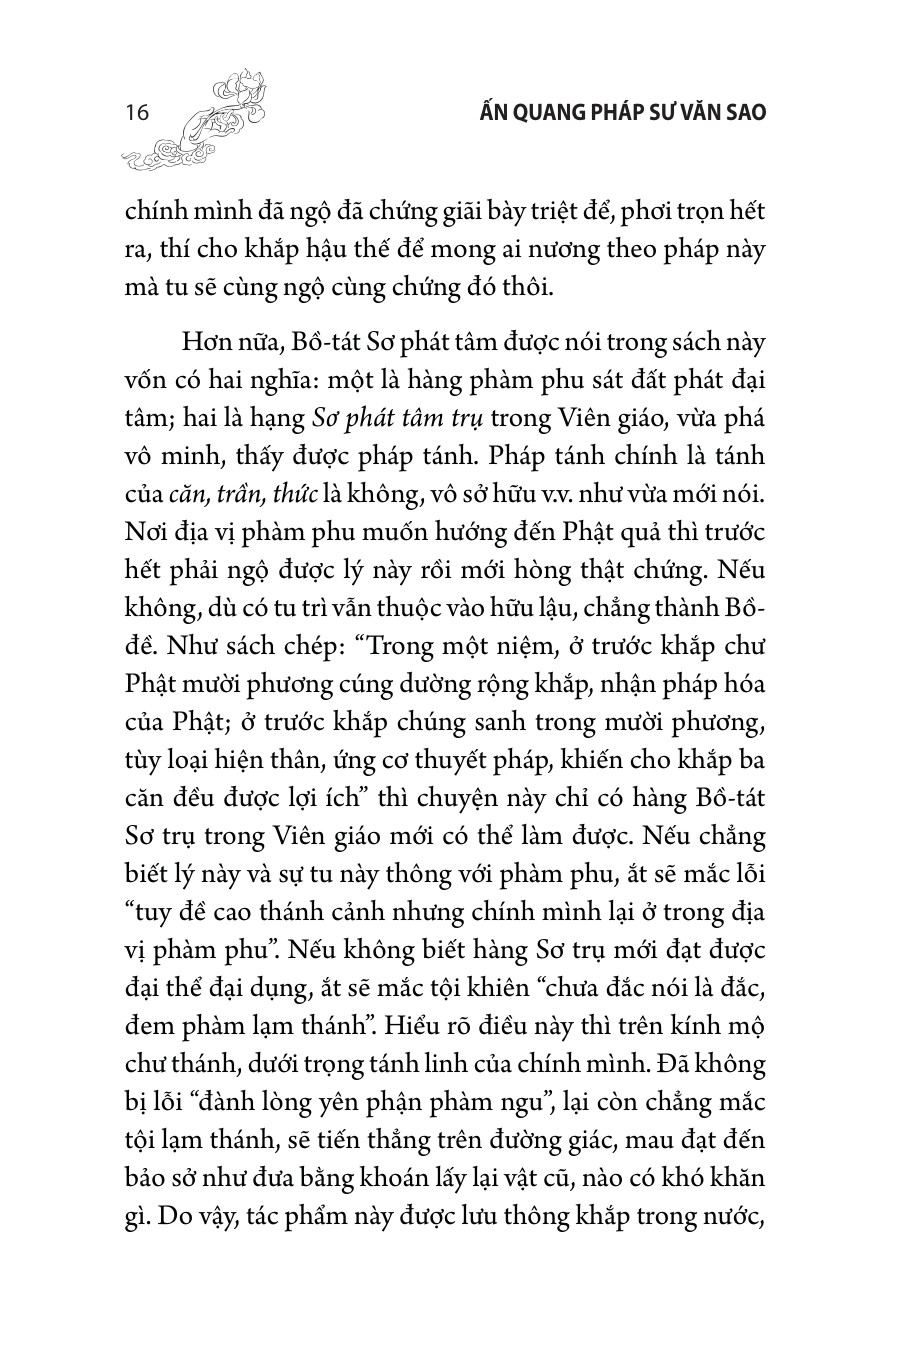 16
ẤN QUANG PHÁP SƯ VĂN SAO
chính mình đã ngộ đã chứng giãi bày triệt để, phơi trọn hết
ra, thí cho khắp hậu thế để mong ai nương theo pháp này
mà tu sẽ cùng ngộ cùng chứng đó thôi.
Hơn nữa, Bồ-tát Sơ phát tâm được nói trong sách này
vốn có hai nghĩa: một là hàng phàm phu sát đất phát đại
tâm; hai là hạng Sơ phát tâm trụ trong Viên giáo, vừa phá
vô minh, thấy được pháp tánh. Pháp tánh chính là tánh
của căn, trần, thức là không, vô sở hữu v.v. như vừa mới nói.
Nơi địa vị phàm phu muốn hướng đến Phật quả thì trước
hết phải ngộ được lý này rồi mới hòng thật chứng. Nếu
không, dù có tu trì vẫn thuộc vào hữu lậu, chẳng thành Bồ-
đề. Như sách chép: “Trong một niệm, ở trước khắp chư
Phật mười phương cúng dường rộng khắp, nhận pháp hóa
của Phật; ở trước khắp chúng sanh trong mười phương,
tùy loại hiện thân, ứng cơ thuyết pháp, khiến cho khắp ba
căn đều được lợi ích” thì chuyện này chỉ có hàng Bồ-tát
Sơ trụ trong Viên giáo mới có thể làm được. Nếu chẳng
biết lý này và sự tu này thông với phàm phu, ắt sẽ mắc lỗi
“tuy đề cao thánh cảnh nhưng chính mình lại ở trong địa
vị phàm phu”. Nếu không biết hàng Sơ trụ mới đạt được
đại thể đại dụng, ắt sẽ mắc tội khiên “chưa đắc nói là đắc,
đem phàm lạm thánh”. Hiểu rõ điều này thì trên kính mộ
chư thánh, dưới trọng tánh linh của chính mình. Đã không
bị lỗi “đành lòng yên phận phàm ngu”, lại còn chẳng mắc
tội lạm thánh, sẽ tiến thẳng trên đường giác, mau đạt đến
bảo sở như đưa bằng khoán lấy lại vật cũ, nào có khó khăn
gì. Do vậy, tác phẩm này được lưu thông khắp trong nước,